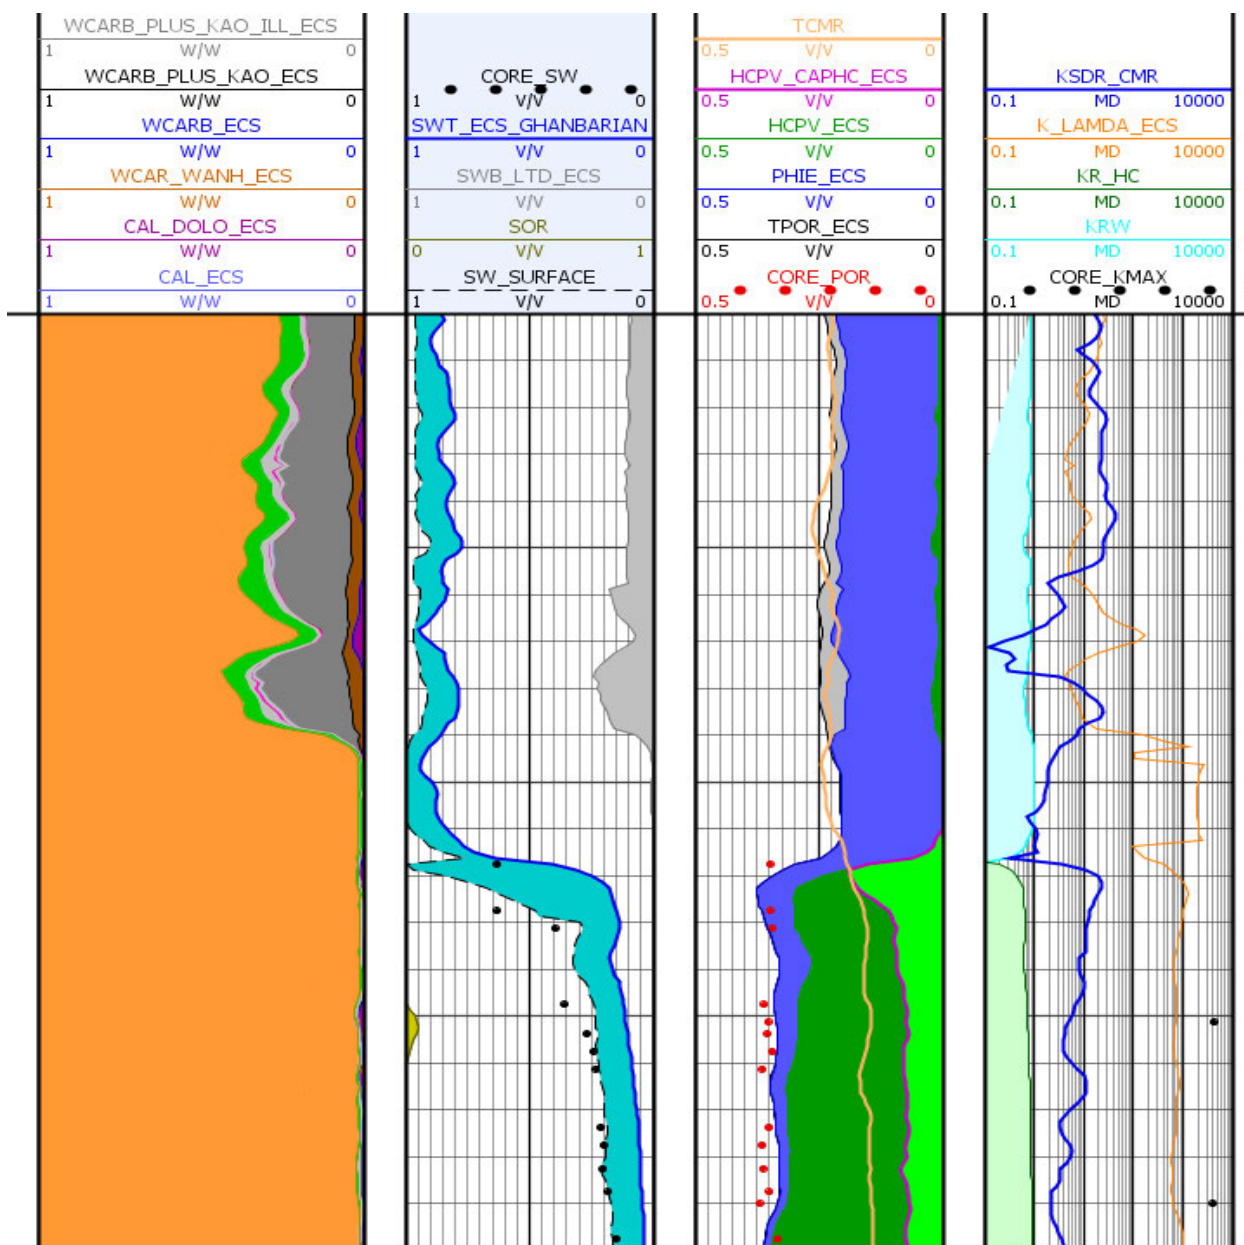 WCARB_PLUS_KAO_ILL_ECS
1 W/W 0
WCARB_PLUS_KAO_ECS
1 W/W 0
WCARB_ECS
1 W/W 0
WCAR_WANH_ECS
1 W/W 0
CAL_DOLO_ECS
1 W/W 0
CAL_ECS
1 W/W 0
CORE_SW
1 V/V 0
SWT_ECS_GHANBARIAN
1 V/V 0
SWB_LTD_ECS
1 V/V 0
SOR
0 V/V 1
SW_SURFACE
1 V/V 0
TCMR
0.5 V/V 0
HCPV_CAPHC_ECS
0.5 V/V 0
HCPV_ECS
0.5 V/V 0
PHIE_ECS
0.5 V/V 0
TPOR_ECS
0.5 V/V 0
CORE_POR
0.5 V/V 0
KSDR_CMR
0.1 MD 10000
K_LAMDA_ECS
0.1 MD 10000
KR_HC
0.1 MD 10000
KRW
0.1 MD 10000
CORE_KMAX
0.1 MD 10000